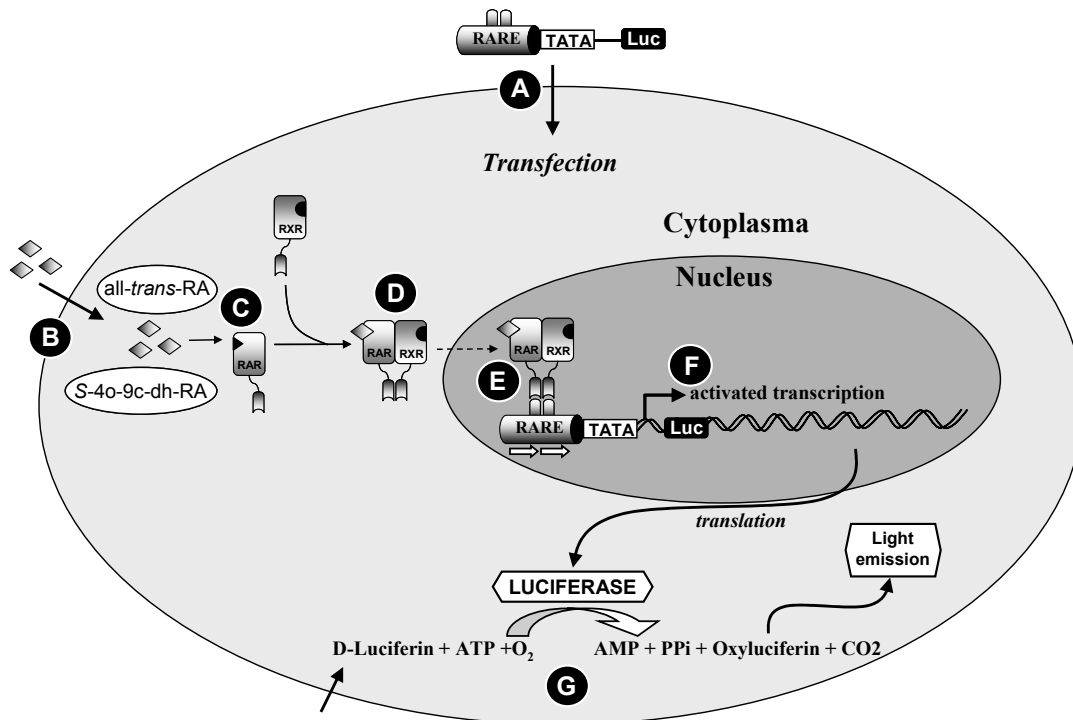 RARE TATA Luc
A
Transfection
Cytoplasma
Nucleus
RXR
all-trans-RA
B
C
D
RAR
S-4o-9c-dh-RA
RAR RXR
RAR RXR
E
F
activated transcription
RARE TATA Luc
translation
Light
emission
LUCIFERASE
D-Luciferin + ATP +O2
AMP + PPi + Oxyluciferin + CO2
G